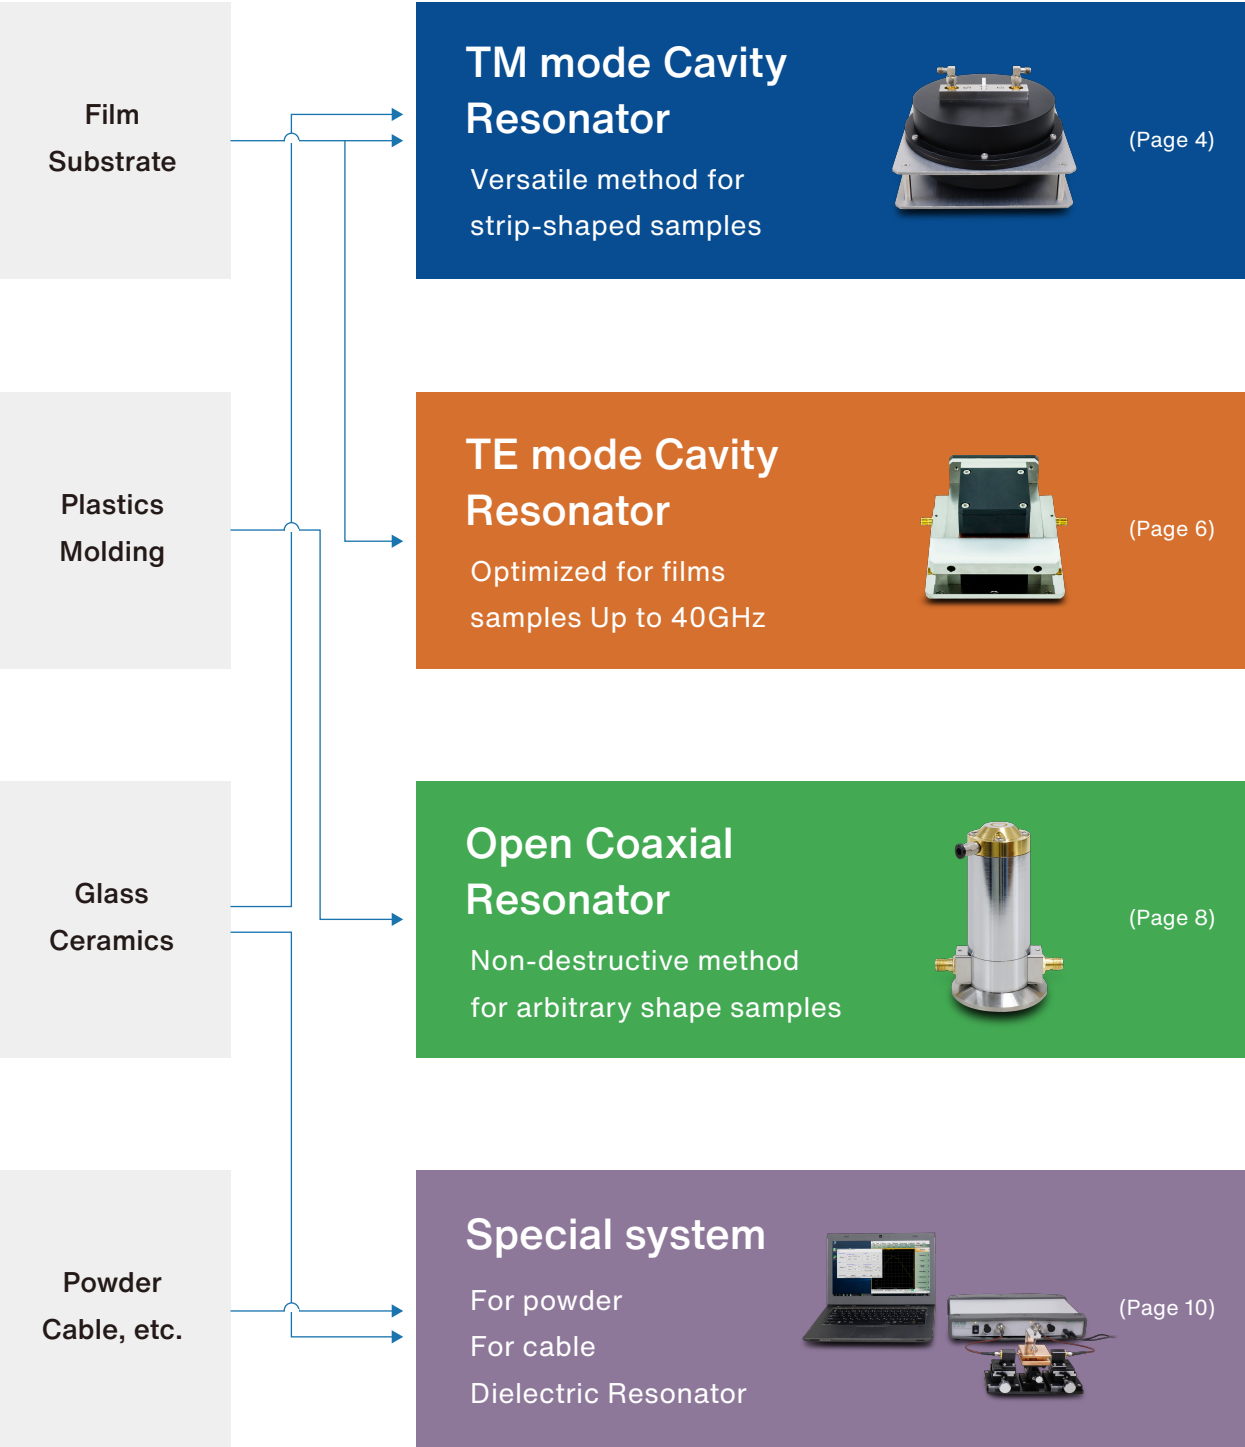 Film
Substrate
TM mode Cavity
Resonator
Versatile method for
strip-shaped samples
(Page 4)
Plastics
Molding
TE mode Cavity
Resonator
Optimized for films
samples Up to 40GHz
(Page 6)
Glass
Ceramics
Open Coaxial
Resonator
Non-destructive method
for arbitrary shape samples
(Page 8)
Powder
Cable, etc.
Special system
For powder
For cable
Dielectric Resonator
(Page 10)